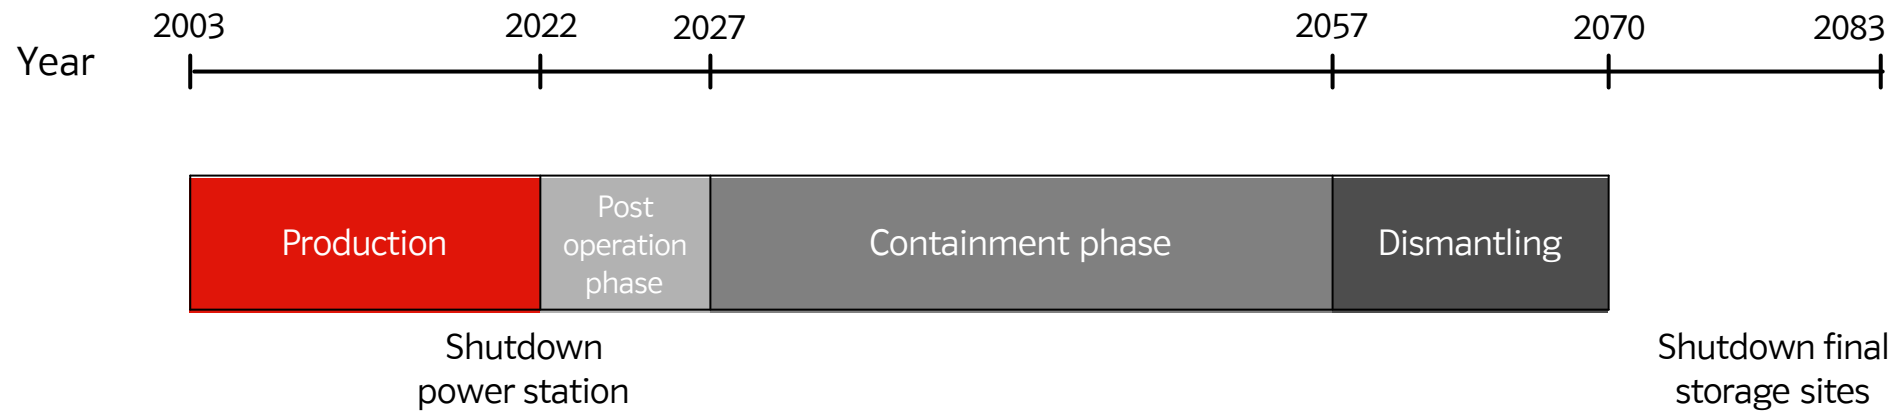 2003 2022 2027 2057 2070 2083
Year
Production
Post
operation
phase
Containment phase
Dismantling
Shutdown
power station
Shutdown final
storage sites